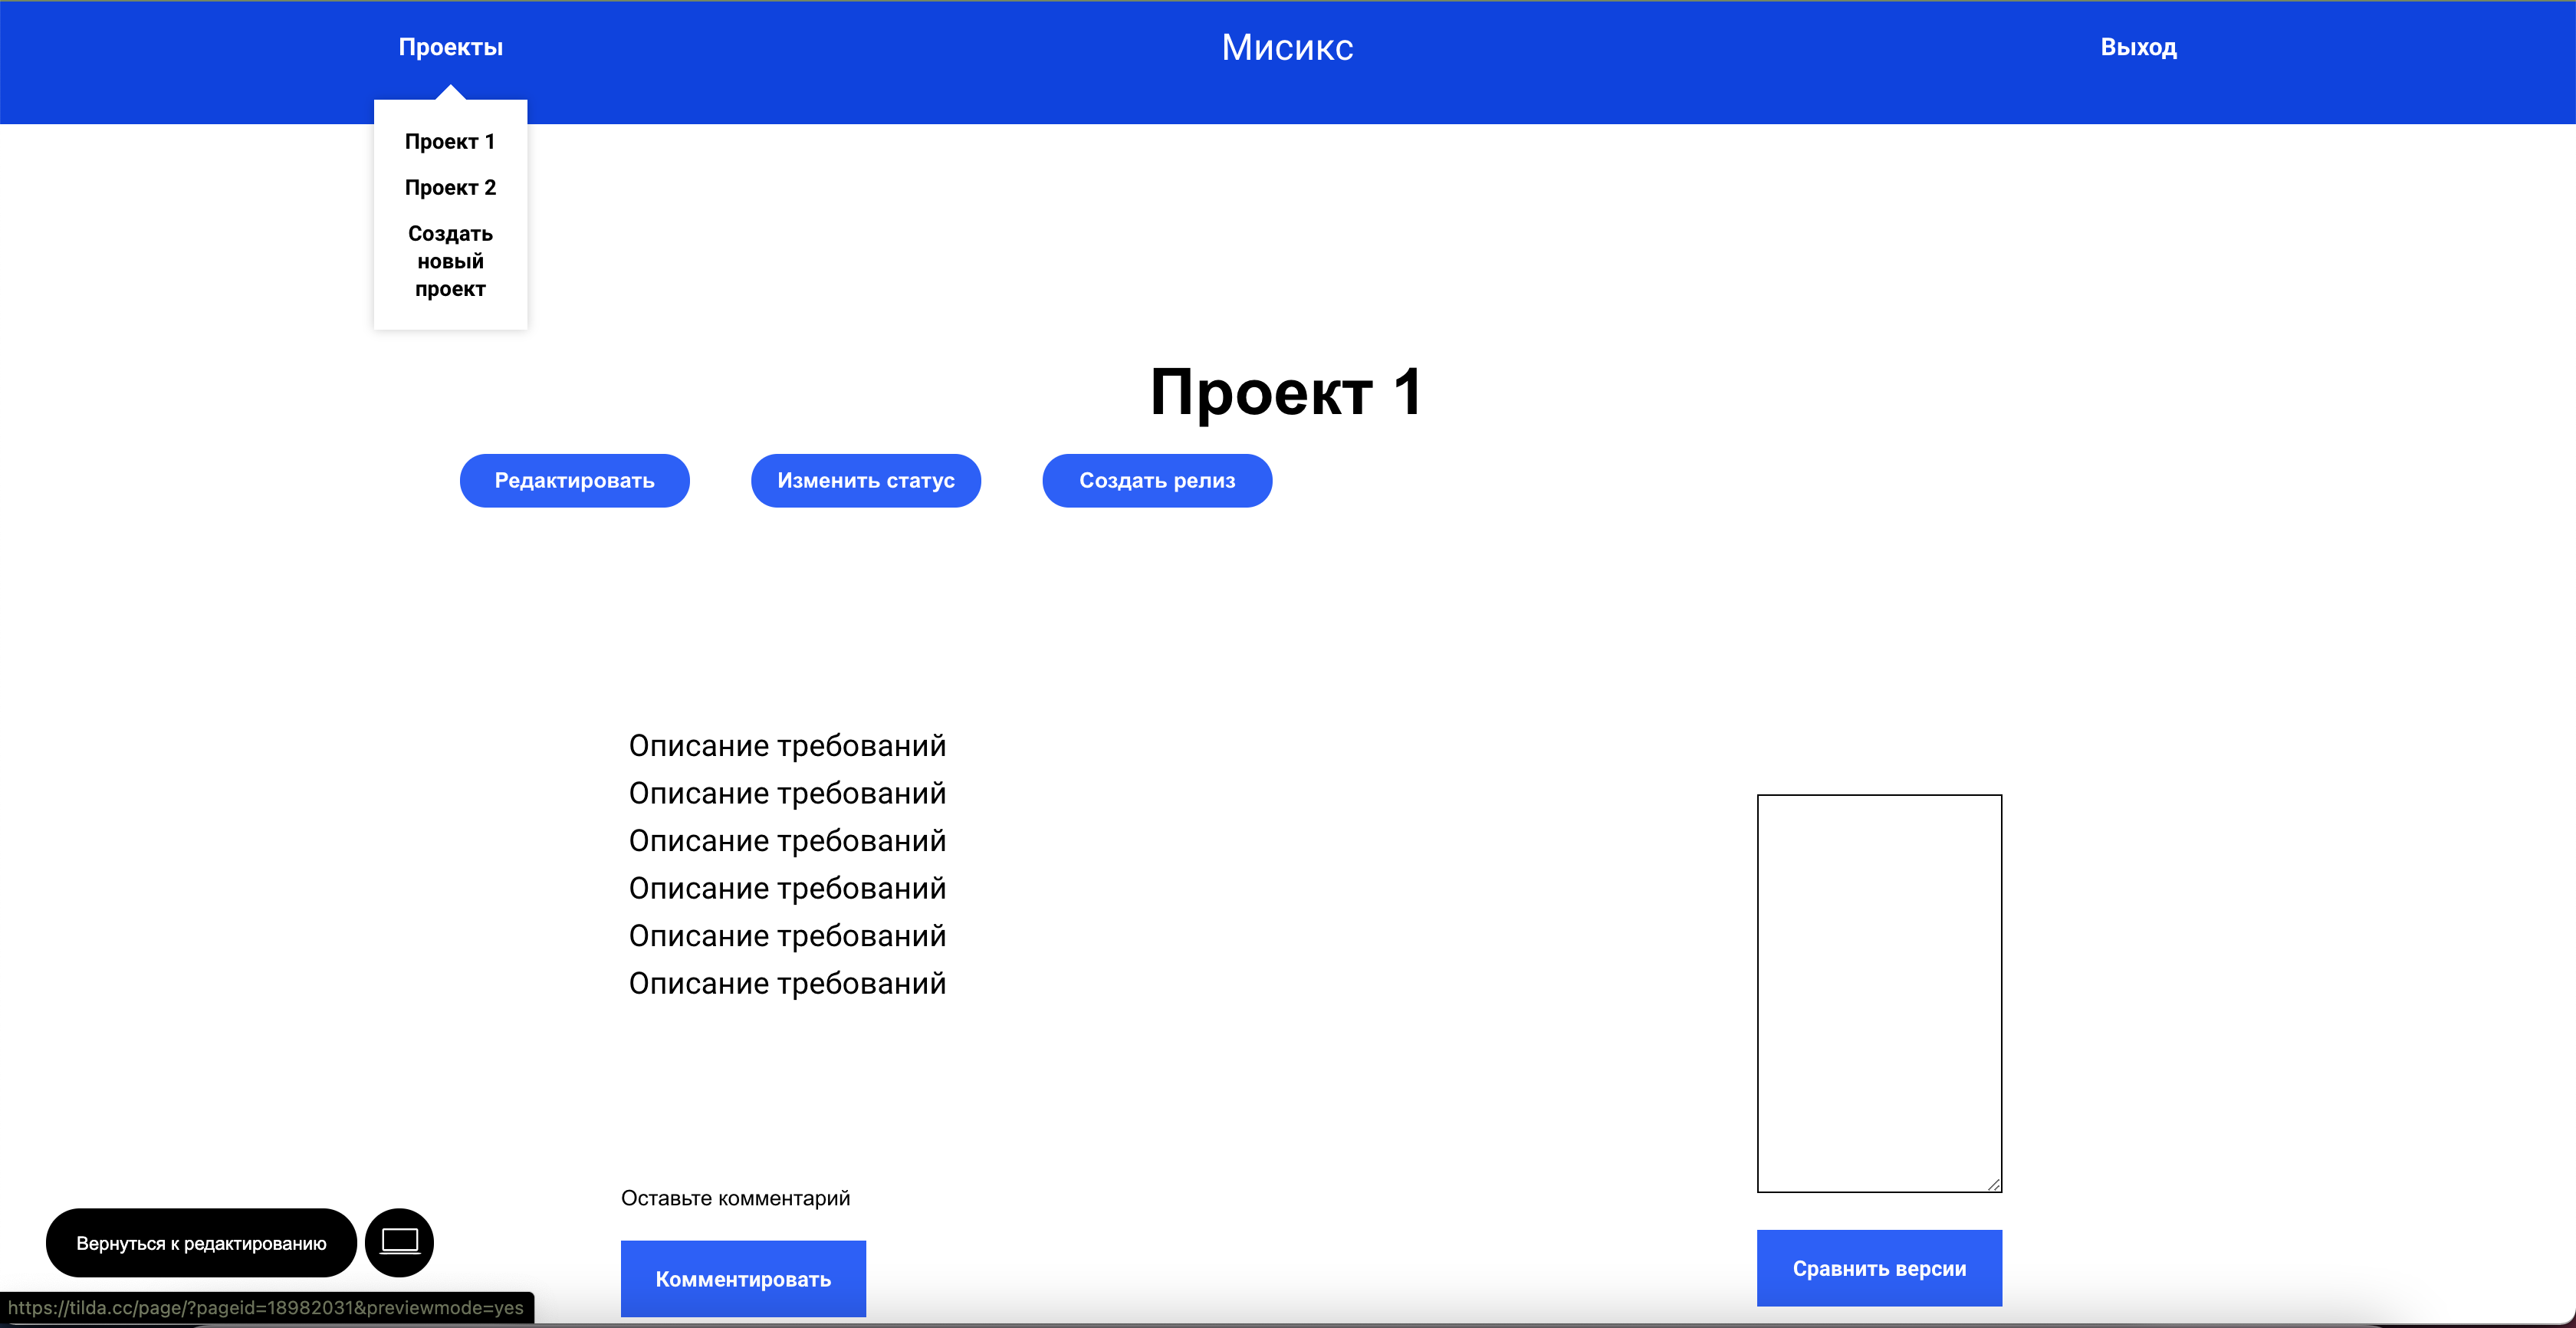 Проекты
Мисикс
Выход
Проект 1
Проект 2
Создать
новый
проект
Проект 1
Редактировать
Изменить статус
Создать релиз
Описание требований
Описание требований
Описание требований
Описание требований
Описание требований
Описание требований
Оставьте комментарий
Комментировать
Сравнить версии
Вернуться к редактированию
https://tilda.cc/page/?pageid=18982031&previewmode=yes